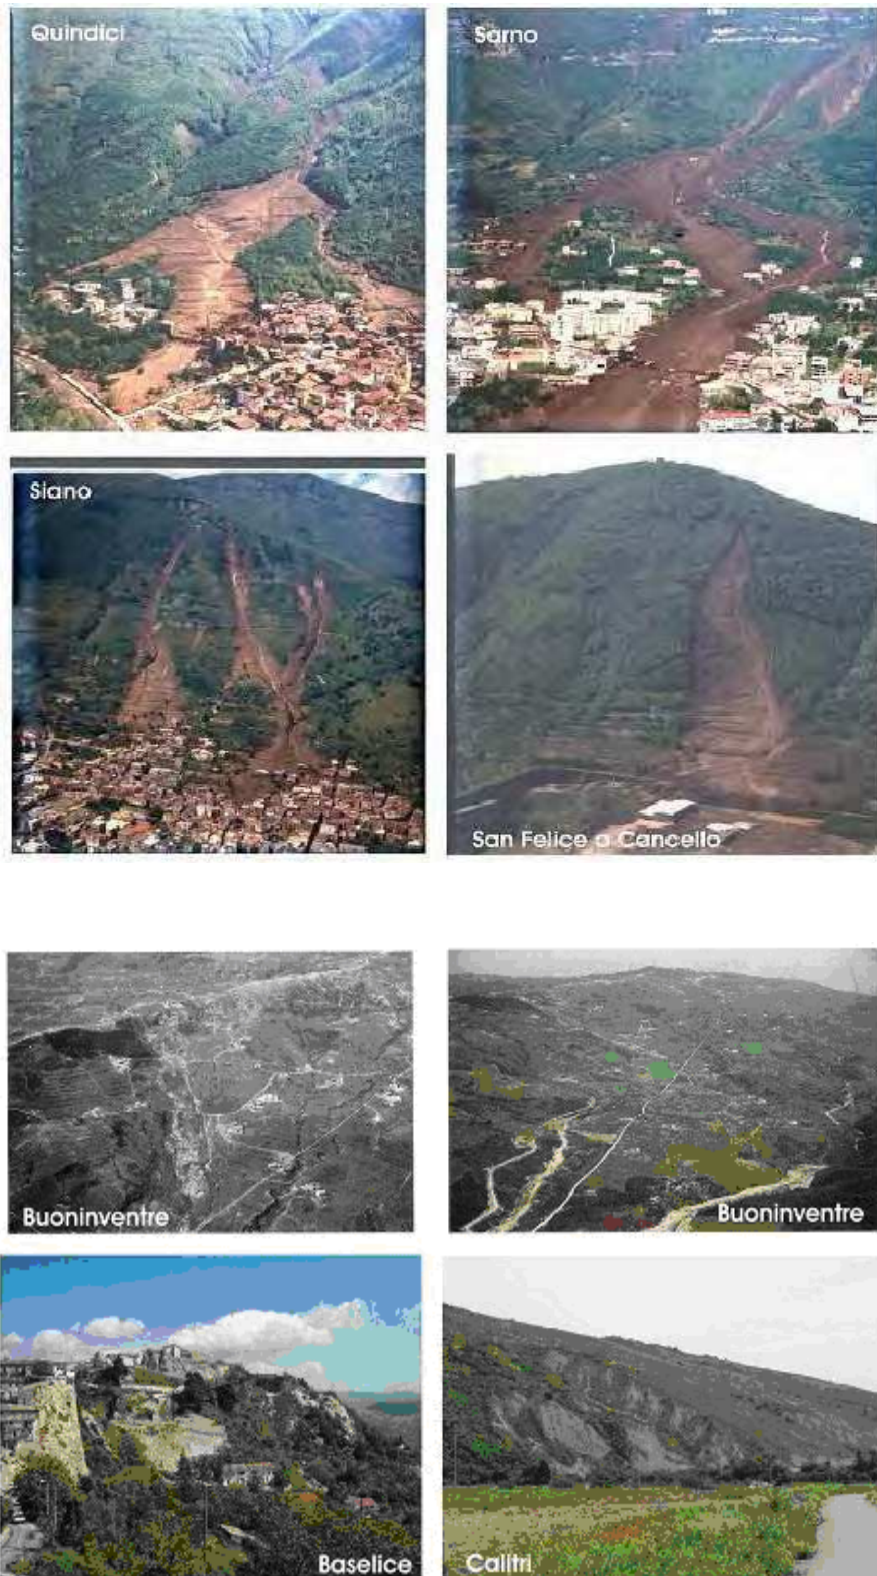 Quindici
Sarno
Siano
San Felice a Cancello
Buoninventre
Buoninventre
Baselice
Calitri